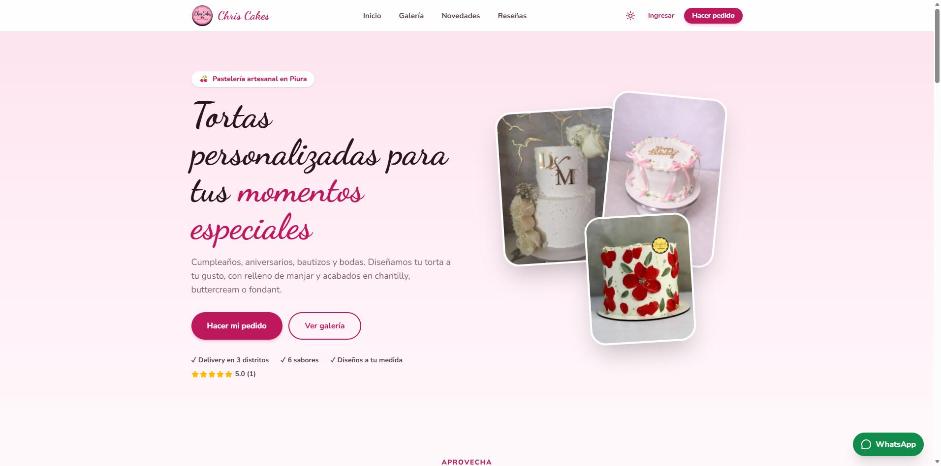 Chris Cakes
Inicio
Galería
Novedades
Reseñas
Ingresar
Hacer pedido
Pastelería artesanal en Piura
Tortas
personalizadas para
tus momentos
especiales
Cumpleaños, aniversarios, bautizos y bodas. Diseñamos tu torta a
tu gusto, con relleno de manjar y acabados en chantilly,
buttercream o fondant.
Hacer mi pedido
Ver galería
✓ Delivery en 3 distritos
✓ 6 sabores
✓ Diseños a tu medida
★★★★★ 5.0 (1)
M
WhatsApp
APROVECHA